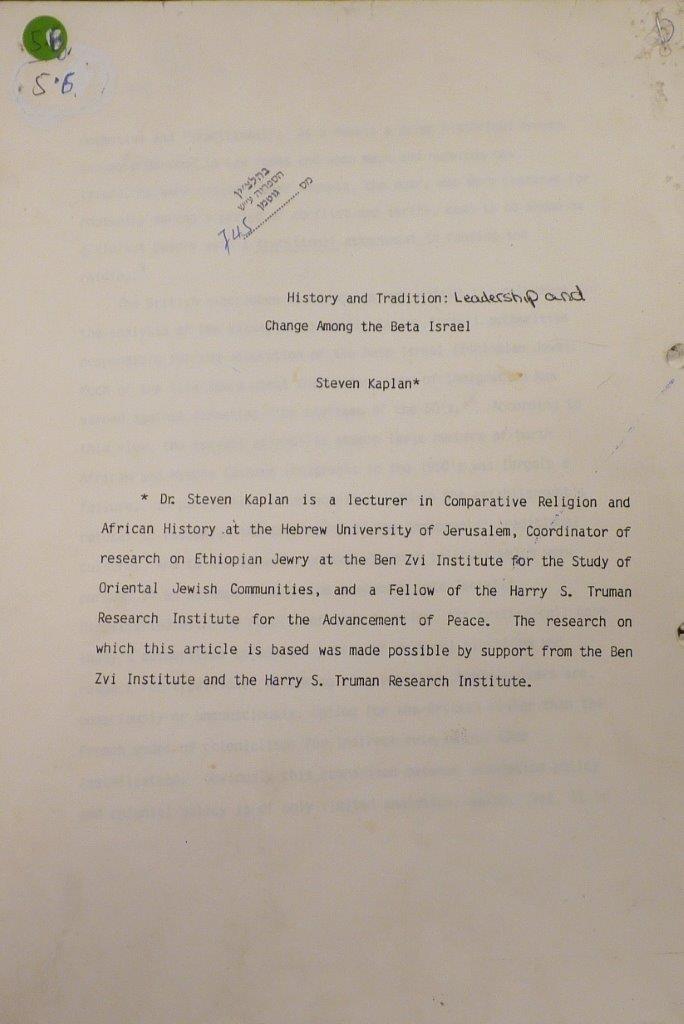 5.6.
History and Tradition: Leadership and
Change Among the Beta Israel
Steven Kaplan*
* Dr. Steven Kaplan is a lecturer in Comparative Religion and
African History at the Hebrew University of Jerusalem, Coordinator of
research on Ethiopian Jewry at the Ben Zvi Institute for the Study of
Oriental Jewish Communities, and a Fellow of the Harry S. Truman
Research Institute for the Advancement of Peace. The research on
which this article is based was made possible by support from the Ben
Zvi Institute and the Harry S. Truman Research Institute.